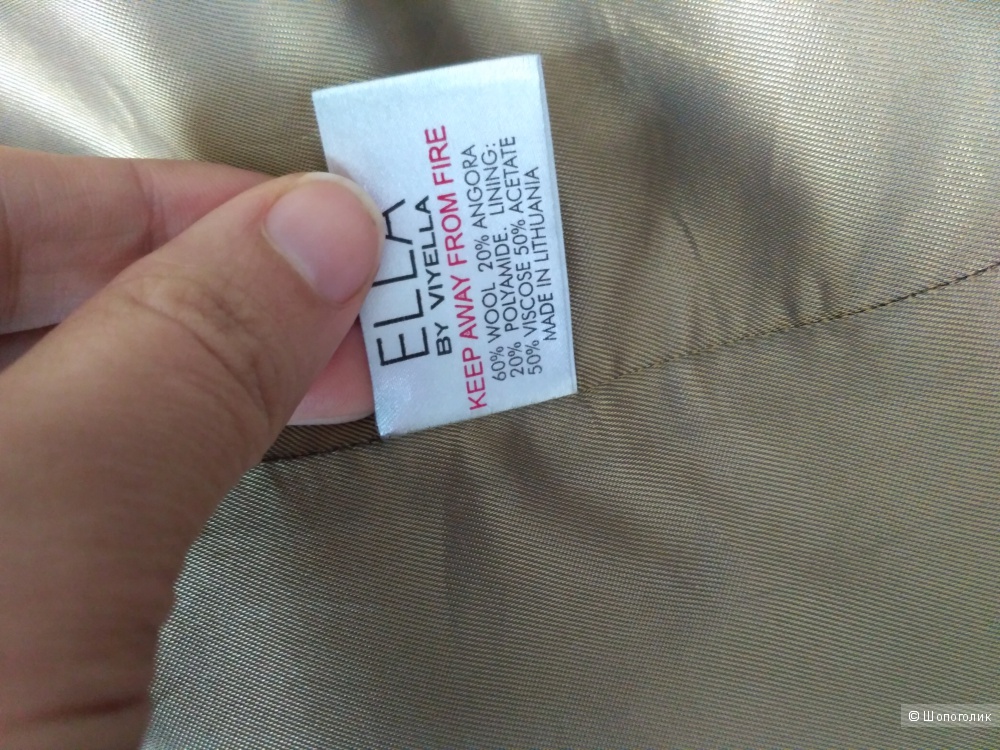 ELLA
BY VIYELLA
KEEP AWAY FROM FIRE
60% WOOL 20% ANGORA
20% POLYAMIDE. LINING:
50% VISCOSE 50% ACETATE
MADE IN LITHUANIA
© Шопоголик